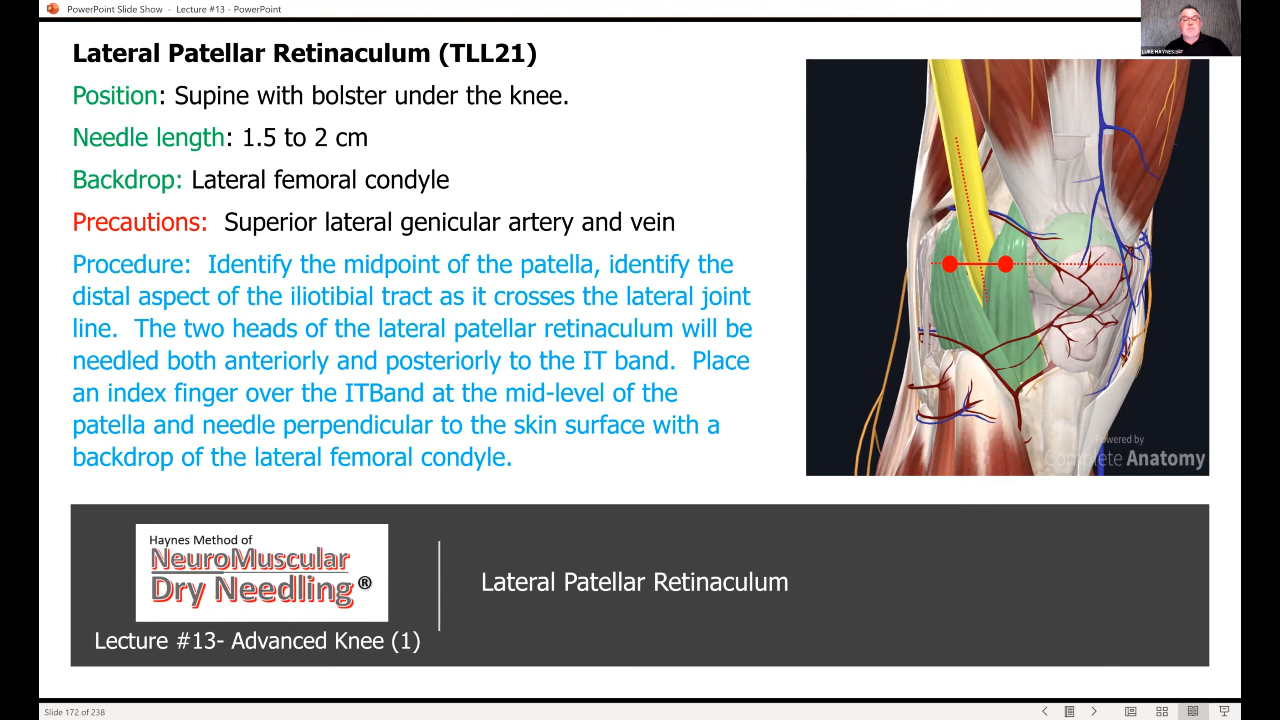 PowerPoint Slide Show - Lecture #13 - PowerPoint
LUKE HAYNES
Lateral Patellar Retinaculum (TLL21)
Position: Supine with bolster under the knee.
Needle length: 1.5 to 2 cm
Backdrop: Lateral femoral condyle
Precautions: Superior lateral genicular artery and vein
Procedure: Identify the midpoint of the patella, identify the
distal aspect of the iliotibial tract as it crosses the lateral joint
line. The two heads of the lateral patellar retinaculum will be
needled both anteriorly and posteriorly to the IT band. Place
an index finger over the ITBand at the mid-level of the
patella and needle perpendicular to the skin surface with a
backdrop of the lateral femoral condyle.
Powered by
Complete Anatomy
Haynes Method of
NeuroMuscular
Dry Needling®
Lecture #13- Advanced Knee (1)
Lateral Patellar Retinaculum
Slide 172 of 238